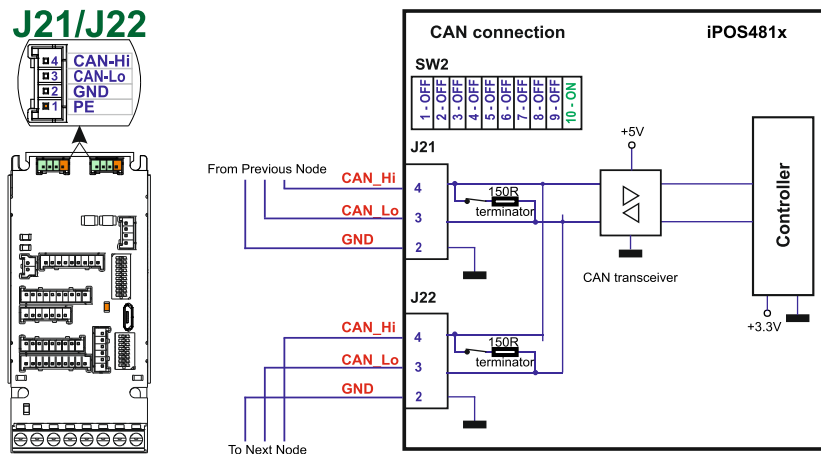 J21/J22
4 CAN-Hi
3 CAN-Lo
2 GND
1 PE
CAN connection
iPOS481x
SW2
1 - OFF
2 - OFF
3 - OFF
4 - OFF
5 - OFF
6 - OFF
7 - OFF
8 - OFF
9 - OFF
10 - ON
J21
+5V
From Previous Node
CAN_Hi
4
150R
terminator
CAN_Lo
3
GND
2
CAN transceiver
Controller
+3.3V
J22
CAN_Hi
4
150R
terminator
CAN_Lo
3
GND
2
To Next Node